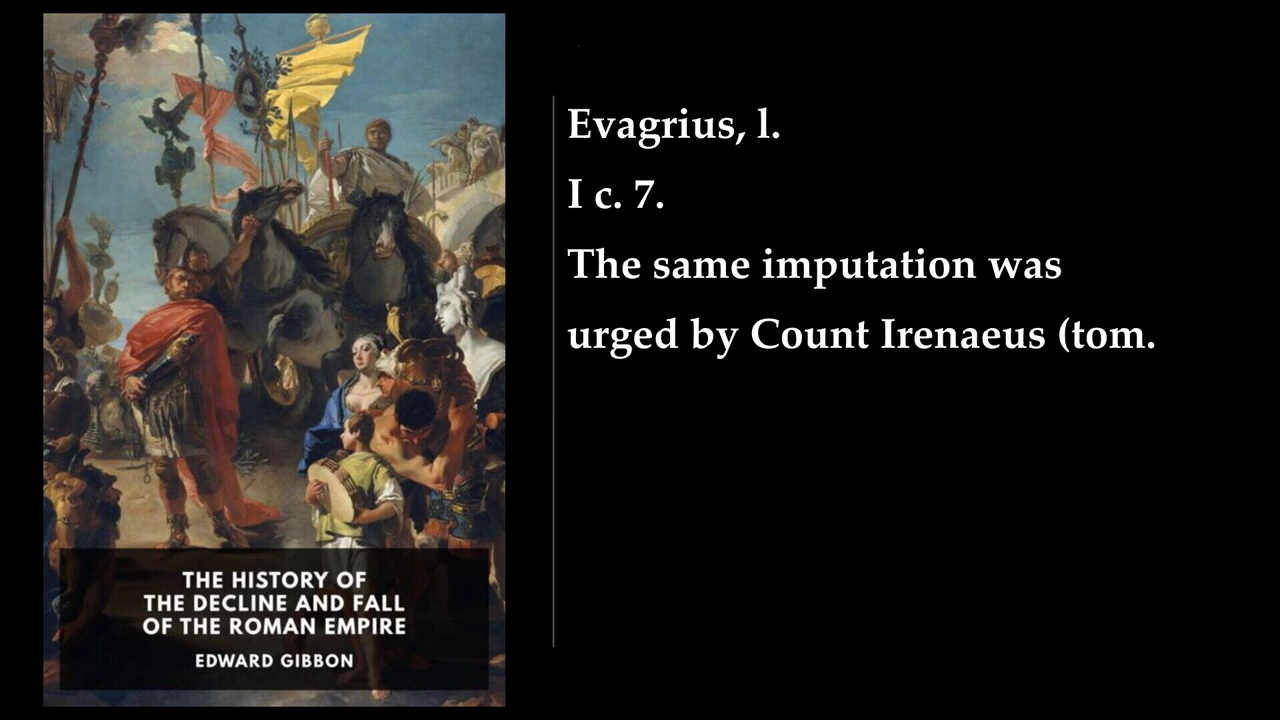 Evagrius, l.
I c. 7.
The same imputation was
urged by Count Irenaeus (tom.
THE HISTORY OF
THE DECLINE AND FALL
OF THE ROMAN EMPIRE
EDWARD GIBBON